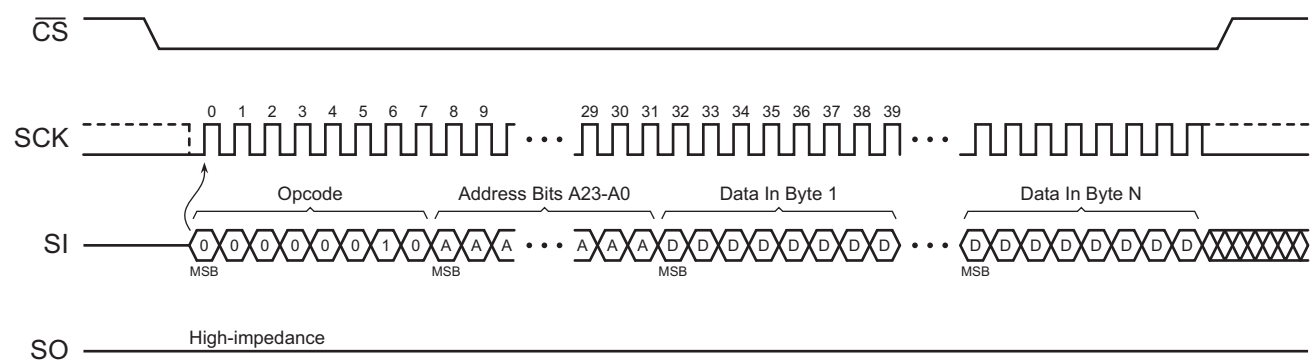 CS
SCK
0 1 2 3 4 5 6 7 8 9 29 30 31 32 33 34 35 36 37 38 39
Opcode Address Bits A23-A0 Data In Byte 1 Data In Byte N
SI
0 0 0 0 0 0 1 0 A A A A A A D D D D D D D D D D D D D D D D
MSB MSB MSB MSB
High-impedance
SO